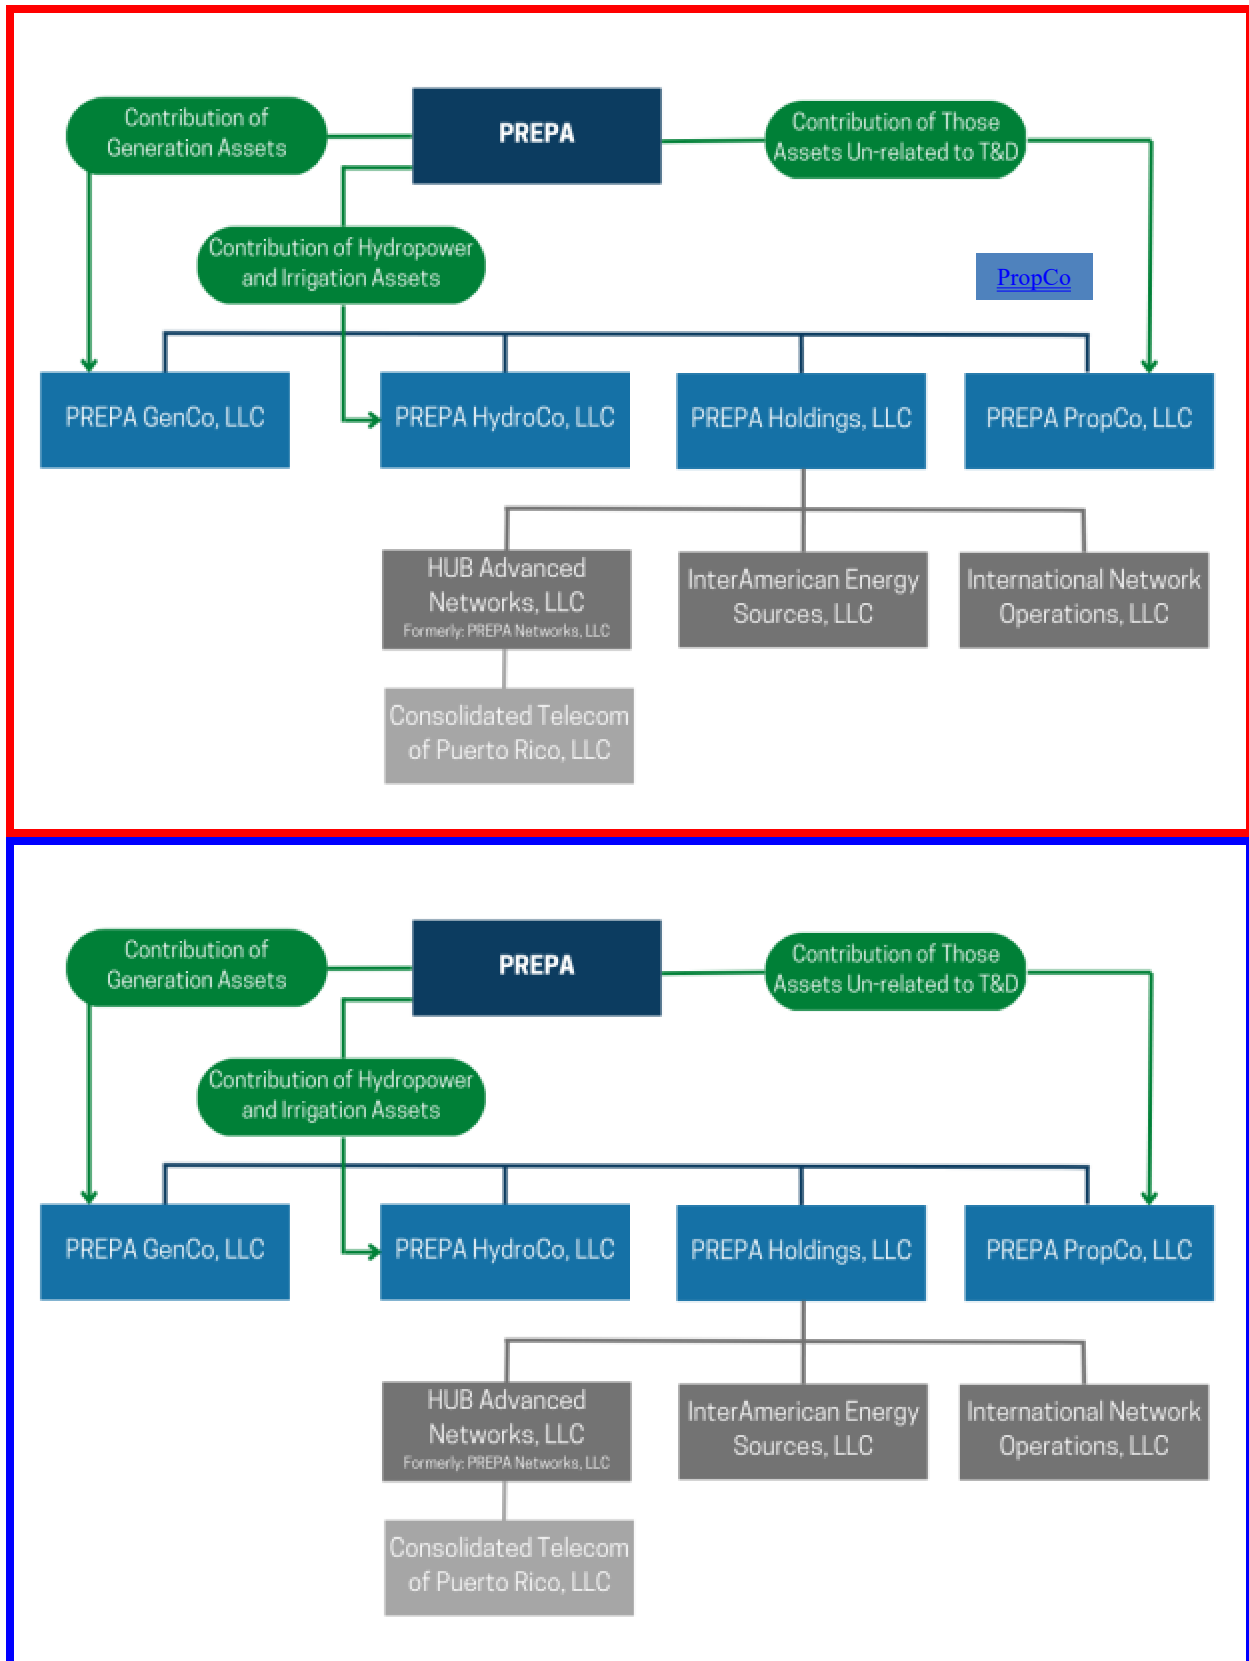 Contribution of
Generation Assets
PREPA
Contribution of Those
Assets Un-related to T&D
Contribution of Hydropower
and Irrigation Assets
PropCo
PREPA GenCo, LLC
PREPA HydroCo, LLC
PREPA Holdings, LLC
PREPA PropCo, LLC
HUB Advanced
Networks, LLC
Formerly: PREPA Networks, LLC
InterAmerican Energy
Sources, LLC
International Network
Operations, LLC
Consolidated Telecom
of Puerto Rico, LLC
Contribution of
Generation Assets
PREPA
Contribution of Those
Assets Un-related to T&D
Contribution of Hydropower
and Irrigation Assets
PREPA GenCo, LLC
PREPA HydroCo, LLC
PREPA Holdings, LLC
PREPA PropCo, LLC
HUB Advanced
Networks, LLC
Formerly: PREPA Networks, LLC
InterAmerican Energy
Sources, LLC
International Network
Operations, LLC
Consolidated Telecom
of Puerto Rico, LLC